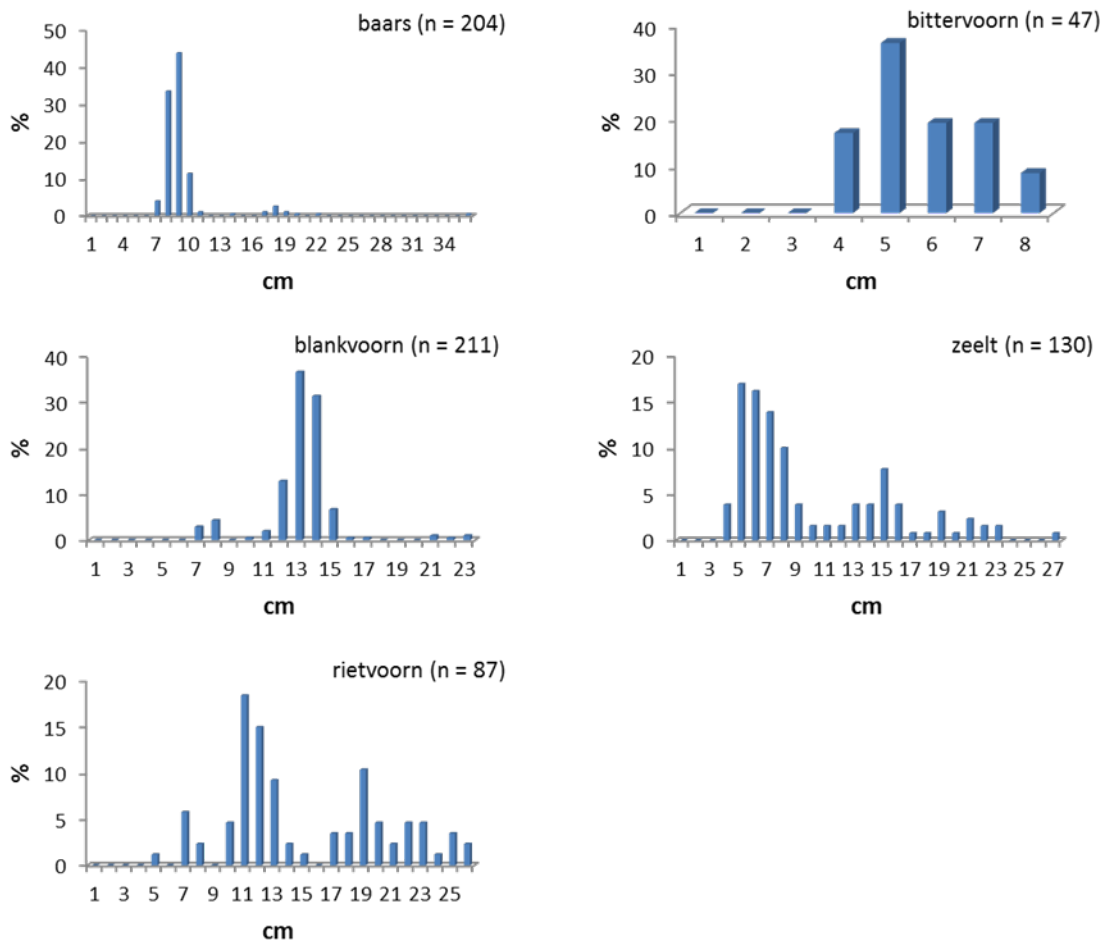 baars (n = 204)
50
40
30
20
10
0
%
1 4 7 10 13 16 19 22 25 28 31 34
cm
bittervoorn (n = 47)
40
30
20
10
0
%
1 2 3 4 5 6 7 8
cm
blankvoorn (n = 211)
40
30
20
10
0
%
1 3 5 7 9 11 13 15 17 19 21 23
cm
zeelt (n = 130)
20
15
10
5
0
%
1 3 5 7 9 11 13 15 17 19 21 23 25 27
cm
rietvoorn (n = 87)
20
15
10
5
0
%
1 3 5 7 9 11 13 15 17 19 21 23 25
cm